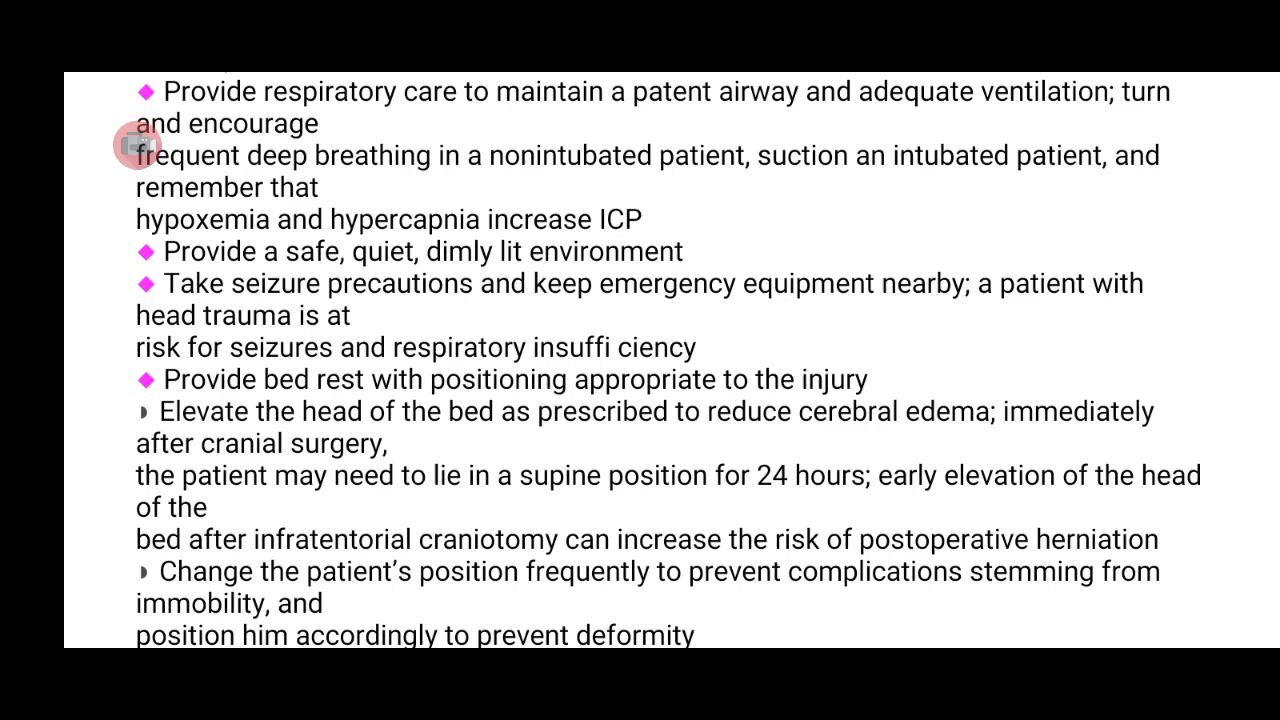 ◆ Provide respiratory care to maintain a patent airway and adequate ventilation; turn
and encourage
frequent deep breathing in a nonintubated patient, suction an intubated patient, and
remember that
hypoxemia and hypercapnia increase ICP
◆ Provide a safe, quiet, dimly lit environment
◆ Take seizure precautions and keep emergency equipment nearby; a patient with
head trauma is at
risk for seizures and respiratory insuffi ciency
◆ Provide bed rest with positioning appropriate to the injury
◗ Elevate the head of the bed as prescribed to reduce cerebral edema; immediately
after cranial surgery,
the patient may need to lie in a supine position for 24 hours; early elevation of the head
of the
bed after infratentorial craniotomy can increase the risk of postoperative herniation
◗ Change the patient’s position frequently to prevent complications stemming from
immobility, and
position him accordingly to prevent deformity